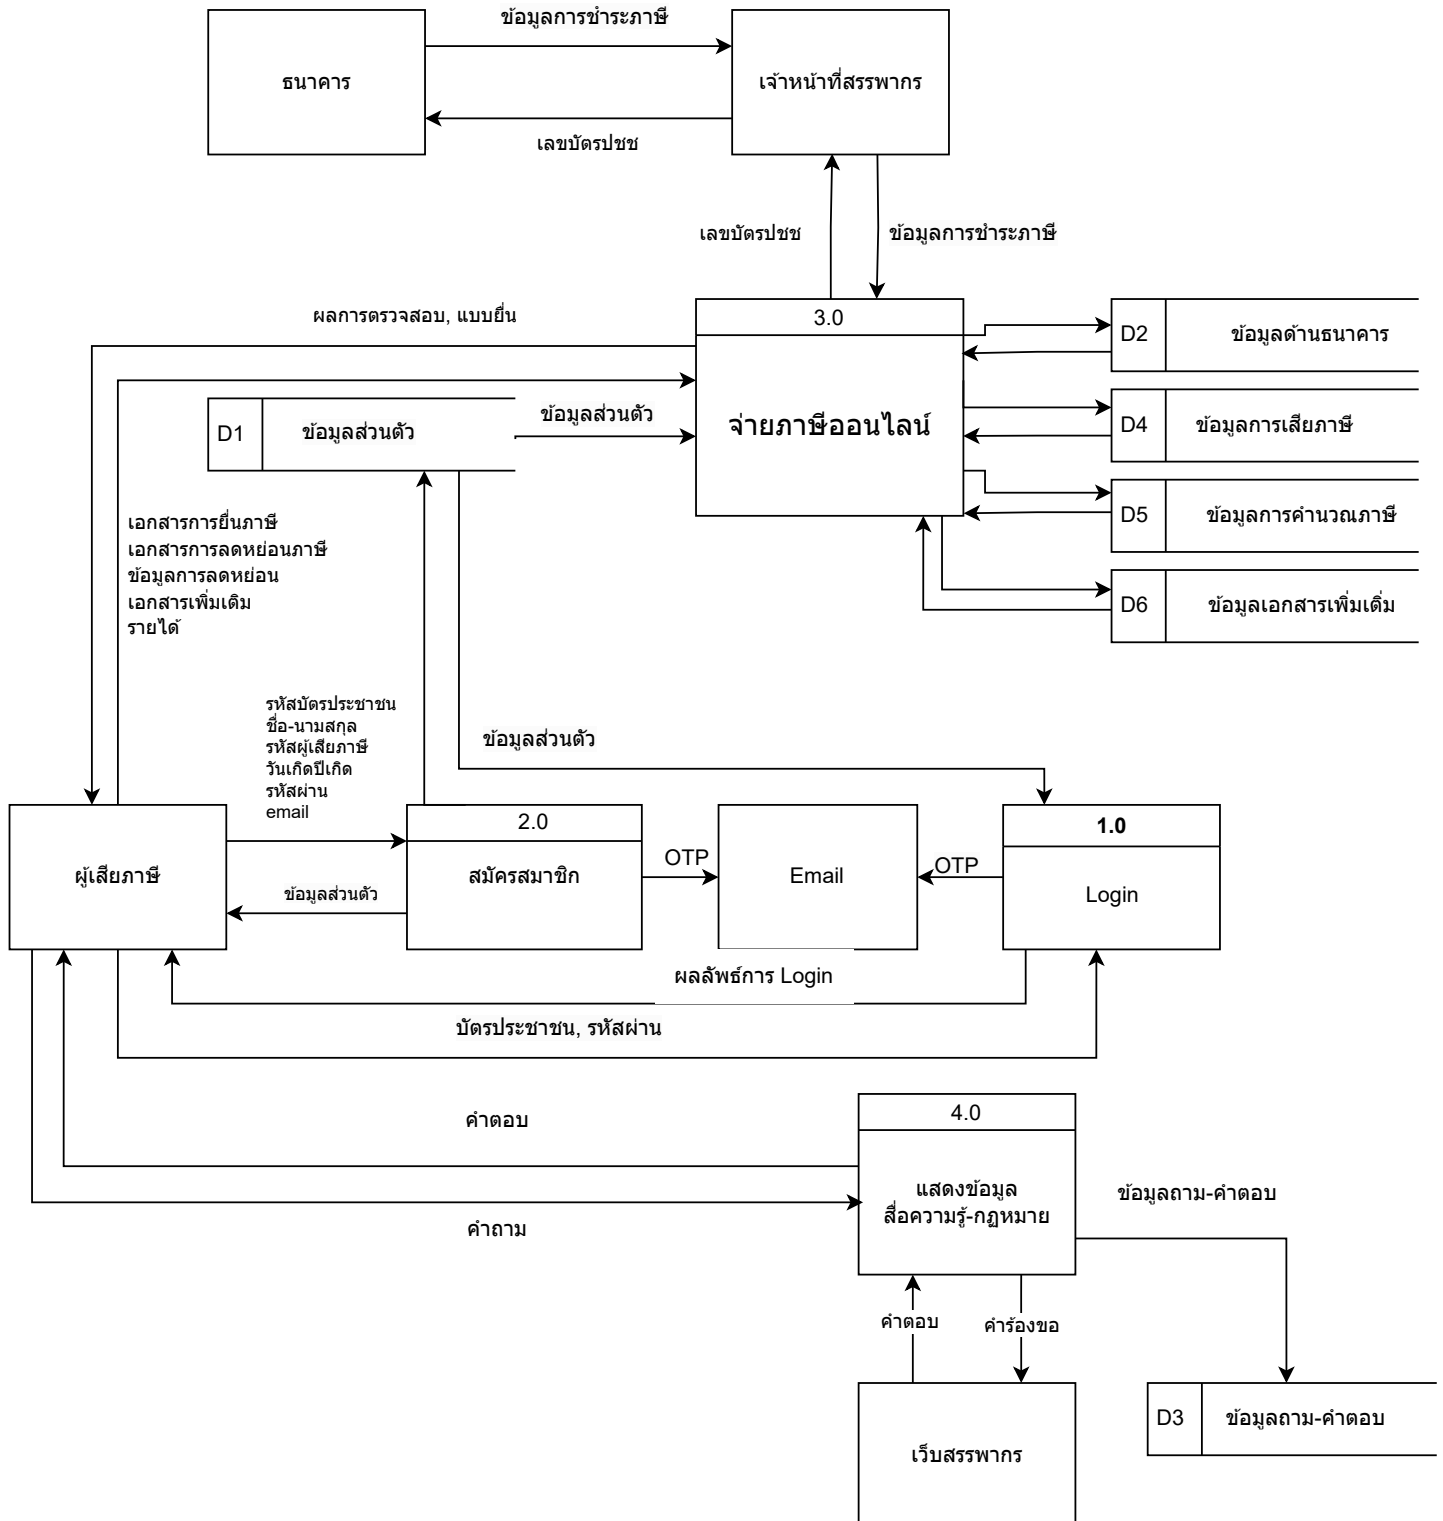 ข้อมูลการชำระภาษี
ธนาคาร
เจ้าหน้าที่สรรพากร
เลขบัตรปชช
เลขบัตรปชช
ข้อมูลการชำระภาษี
ผลการตรวจสอบ, แบบยื่น
3.0
จ่ายภาษีออนไลน์
D2
ข้อมูลด้านธนาคาร
D1
ข้อมูลส่วนตัว
ข้อมูลส่วนตัว
D4
ข้อมูลการเสียภาษี
D5
ข้อมูลการคำนวณภาษี
D6
ข้อมูลเอกสารเพิ่มเติ่ม
เอกสารการยื่นภาษี
เอกสารการลดหย่อนภาษี
ข้อมูลการลดหย่อน
เอกสารเพิ่มเติม
รายได้
รหัสบัตรประชาชน
ชื่อ-นามสกุล
รหัสผู้เสียภาษี
วันเกิดปีเกิด
รหัสผ่าน
email
ข้อมูลส่วนตัว
ผู้เสียภาษี
2.0
สมัครสมาชิก
OTP
Email
OTP
1.0
Login
ข้อมูลส่วนตัว
ผลลัพธ์การ Login
บัตรประชาชน, รหัสผ่าน
คำตอบ
4.0
แสดงข้อมูล
สื่อความรู้-กฏหมาย
ข้อมูลถาม-คำตอบ
คำถาม
คำตอบ
คำร้องขอ
เว็บสรรพากร
D3
ข้อมูลถาม-คำตอบ